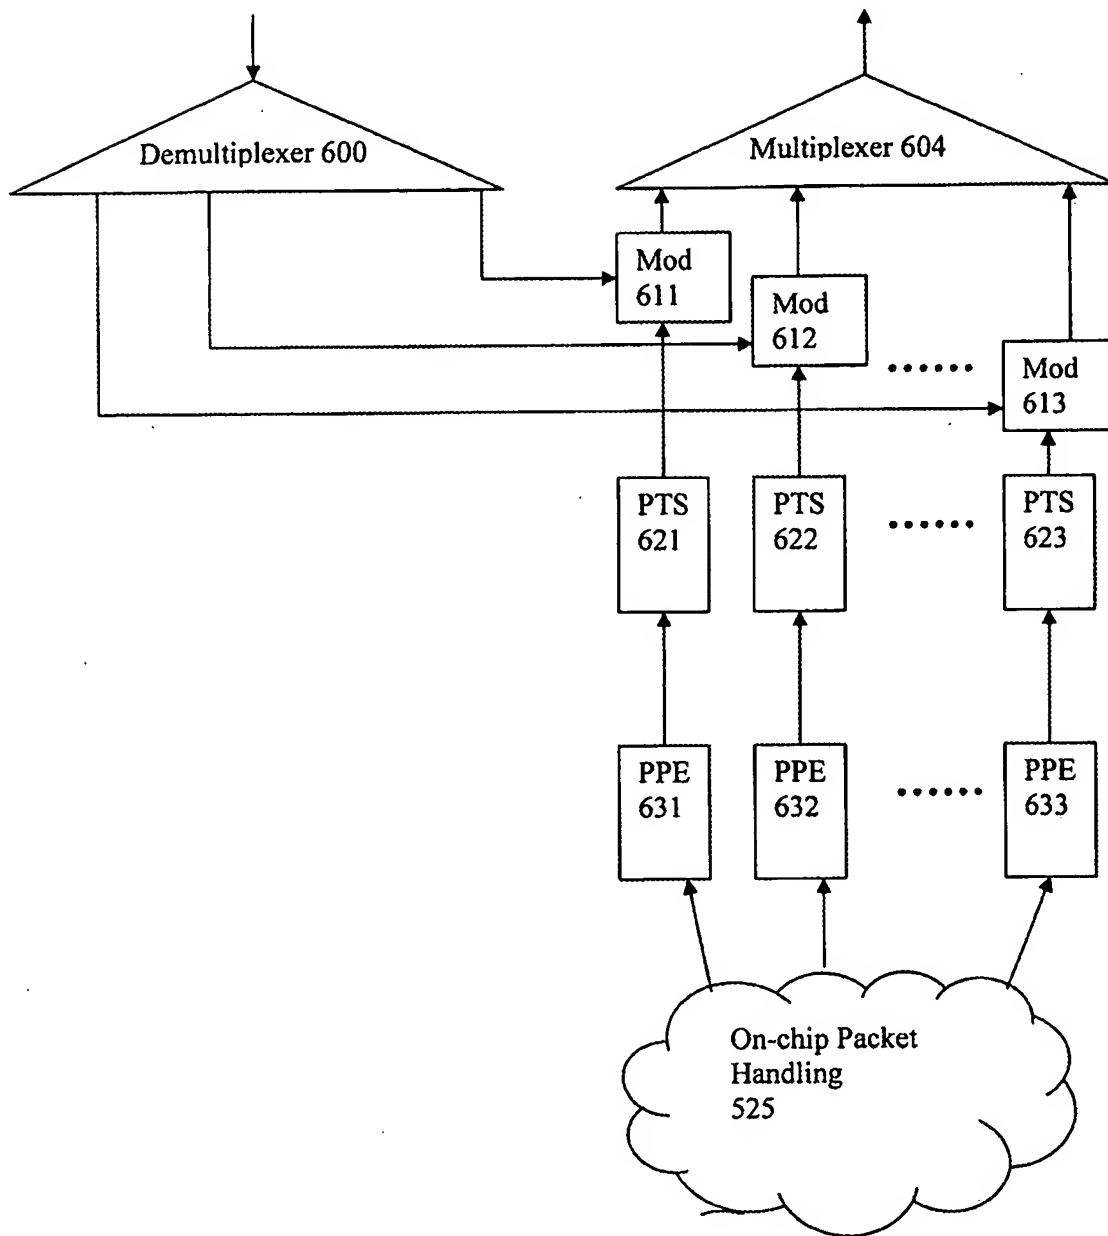 Demultiplexer 600
Multiplexer 604
Mod
611
Mod
612
Mod
613
PTS
621
PTS
622
PTS
623
PPE
631
PPE
632
PPE
633
On-chip Packet
Handling
525